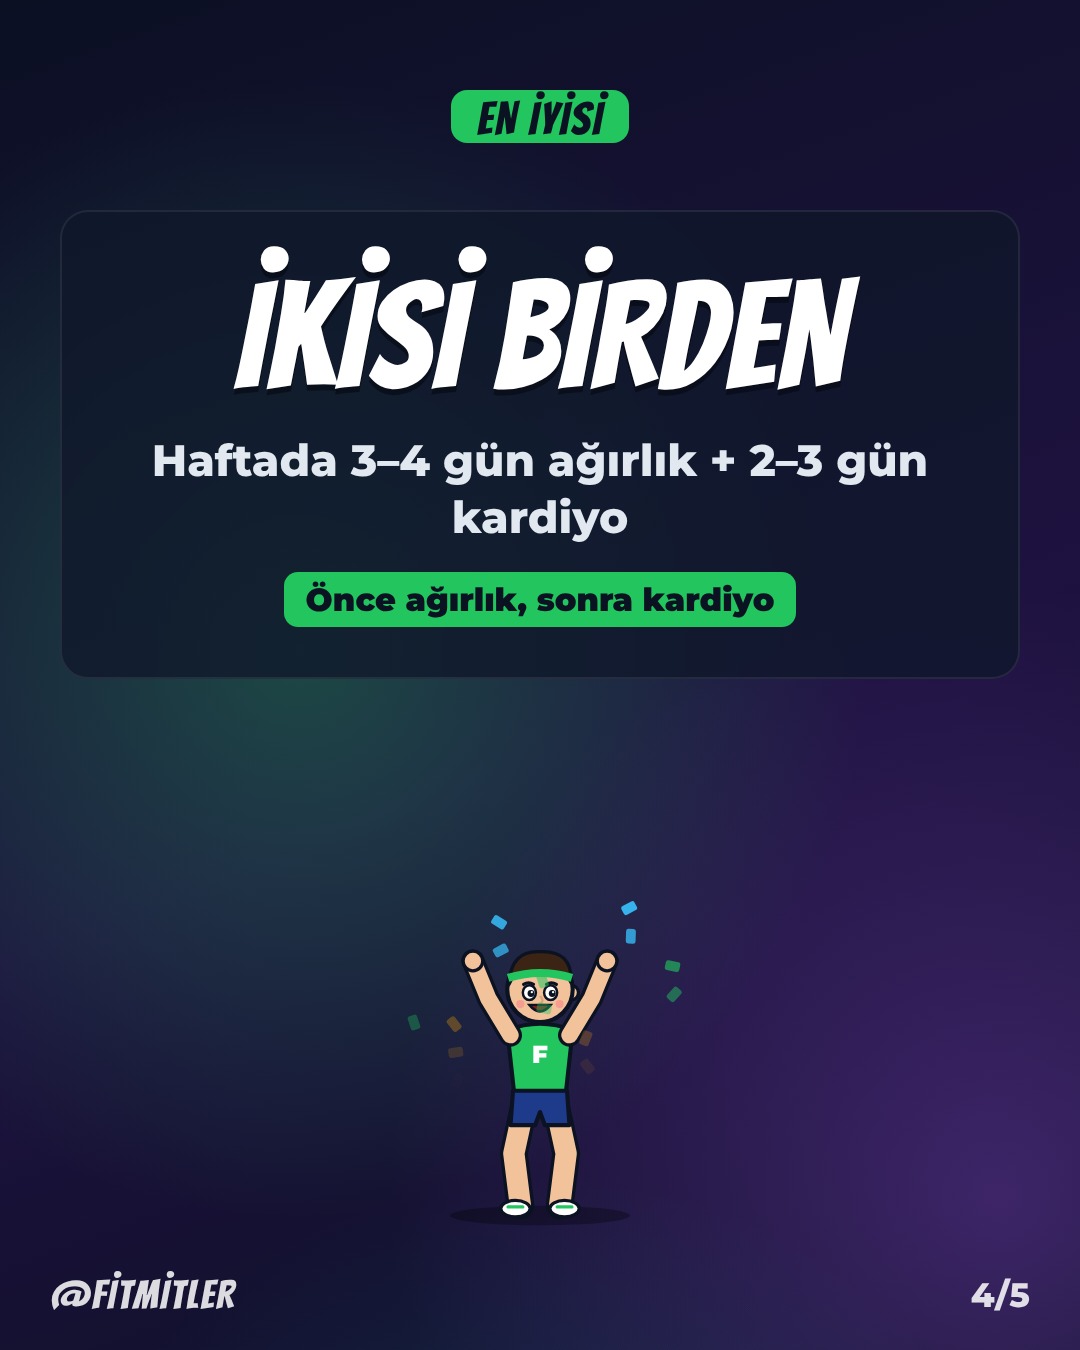 EN İYİSİ
İKİSİ BİRDEN
Haftada 3–4 gün ağırlık + 2–3 gün
kardiyo
Önce ağırlık, sonra kardiyo
F
@FİTMİTLER
4/5